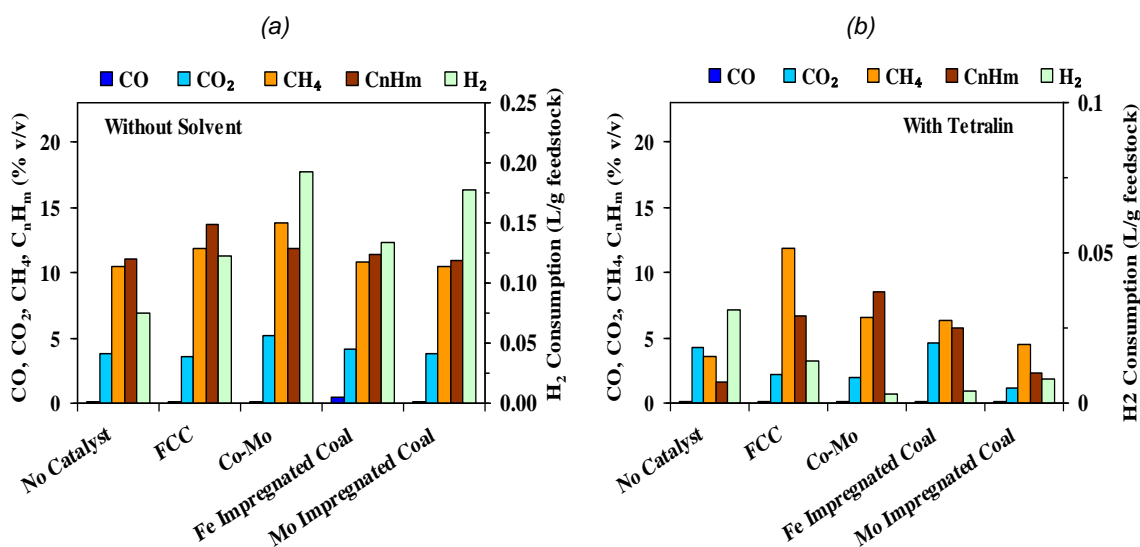 (a)
CO CO₂ CH₄ CnHm H₂
Without Solvent
CO, CO₂, CH₄, CₙHₘ (% v/v)
20
15
10
5
0
H₂ Consumption (L/g feedstock)
0.25
0.20
0.15
0.10
0.05
0.00
No Catalyst
FCC
Co-Mo
Fe Impregnated Coal
Mo Impregnated Coal
(b)
CO CO₂ CH₄ CnHm H₂
With Tetralin
CO, CO₂, CH₄, CₙHₘ (% v/v)
20
15
10
5
0
H2 Consumption (L/g feedstock)
0.1
0.05
0
No Catalyst
FCC
Co-Mo
Fe Impregnated Coal
Mo Impregnated Coal